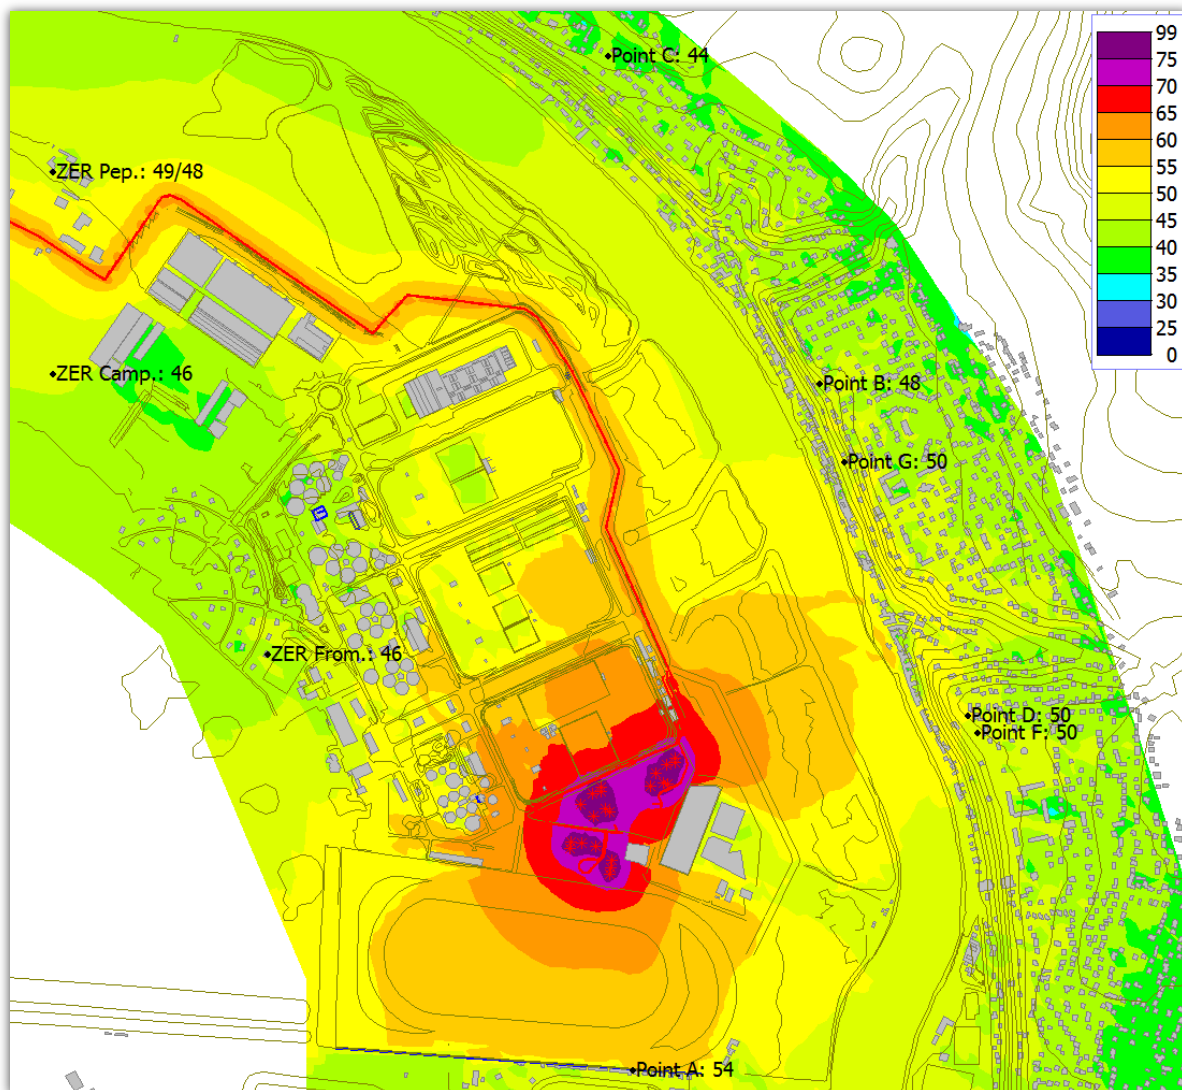 Point C: 44
ZER Pep.: 49/48
ZER Camp.: 46
Point B: 48
Point G: 50
ZER From.: 46
Point D: 50
Point F: 50
Point A: 54
99
75
70
65
60
55
50
45
40
35
30
25
0